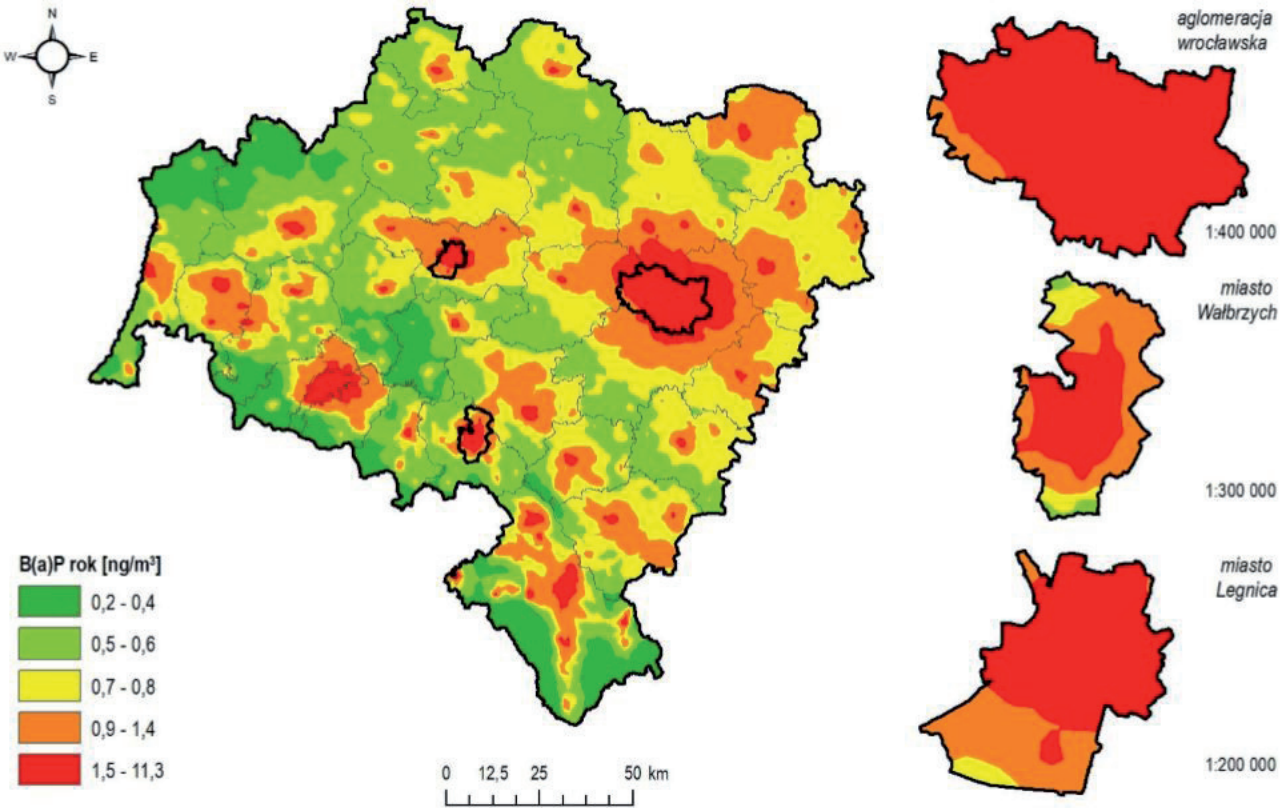 N
W E
S
aglomeracja
wrocławska
1:400 000
miasto
Wałbrzych
1:300 000
miasto
Legnica
1:200 000
B(a)P rok [ng/m³]
0,2 - 0,4
0,5 - 0,6
0,7 - 0,8
0,9 - 1,4
1,5 - 11,3
0 12,5 25 50 km